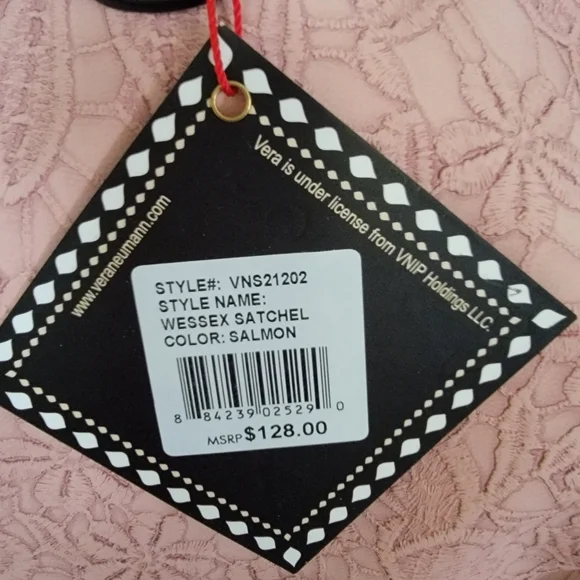 Vera is under license from VNIP Holdings LLC.
www.veraneumann.com
STYLE#: VNS21202
STYLE NAME:
WESSEX SATCHEL
COLOR: SALMON
8 84239 02529 0
MSRP $128.00